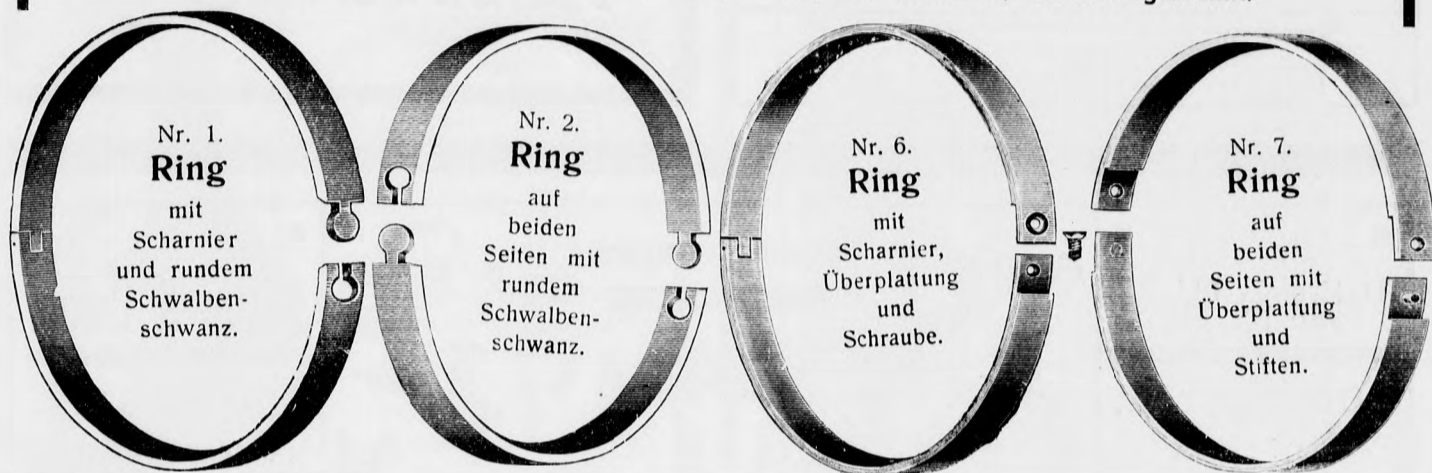 Nr. 1.
Ring
mit
Scharnier
und rundem
Schwalben-
schwanz.
Nr. 2.
Ring
auf
beiden
Seiten mit
rundem
Schwalben-
schwanz.
Nr. 6.
Ring
mit
Scharnier,
Überplattung
und
Schraube.
Nr. 7.
Ring
auf
beiden
Seiten mit
Überplattung
und
Stiften.